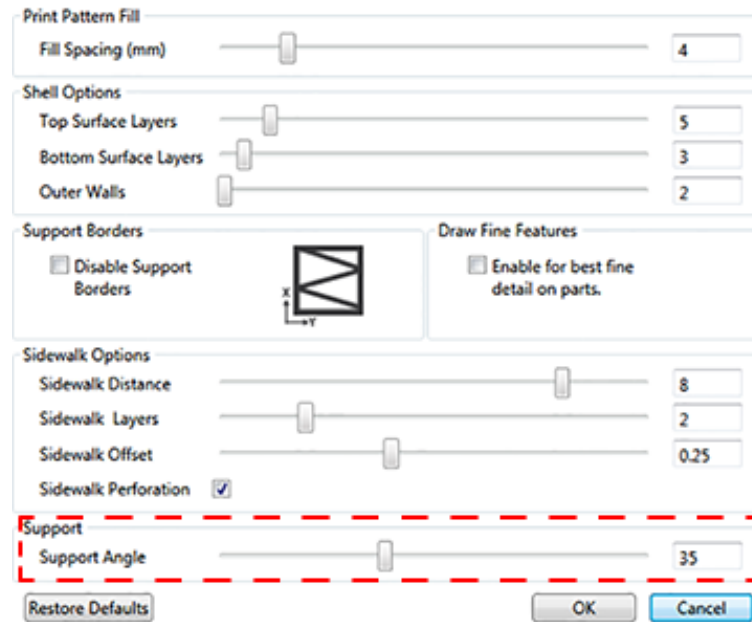 Print Pattern Fill
Fill Spacing (mm) 4
Shell Options
Top Surface Layers 5
Bottom Surface Layers 3
Outer Walls 2
Support Borders
Disable Support
Borders
X
Y
Draw Fine Features
Enable for best fine
detail on parts.
Sidewalk Options
Sidewalk Distance 8
Sidewalk Layers 2
Sidewalk Offset 0.25
Sidewalk Perforation
Support
Support Angle 35
Restore Defaults OK Cancel